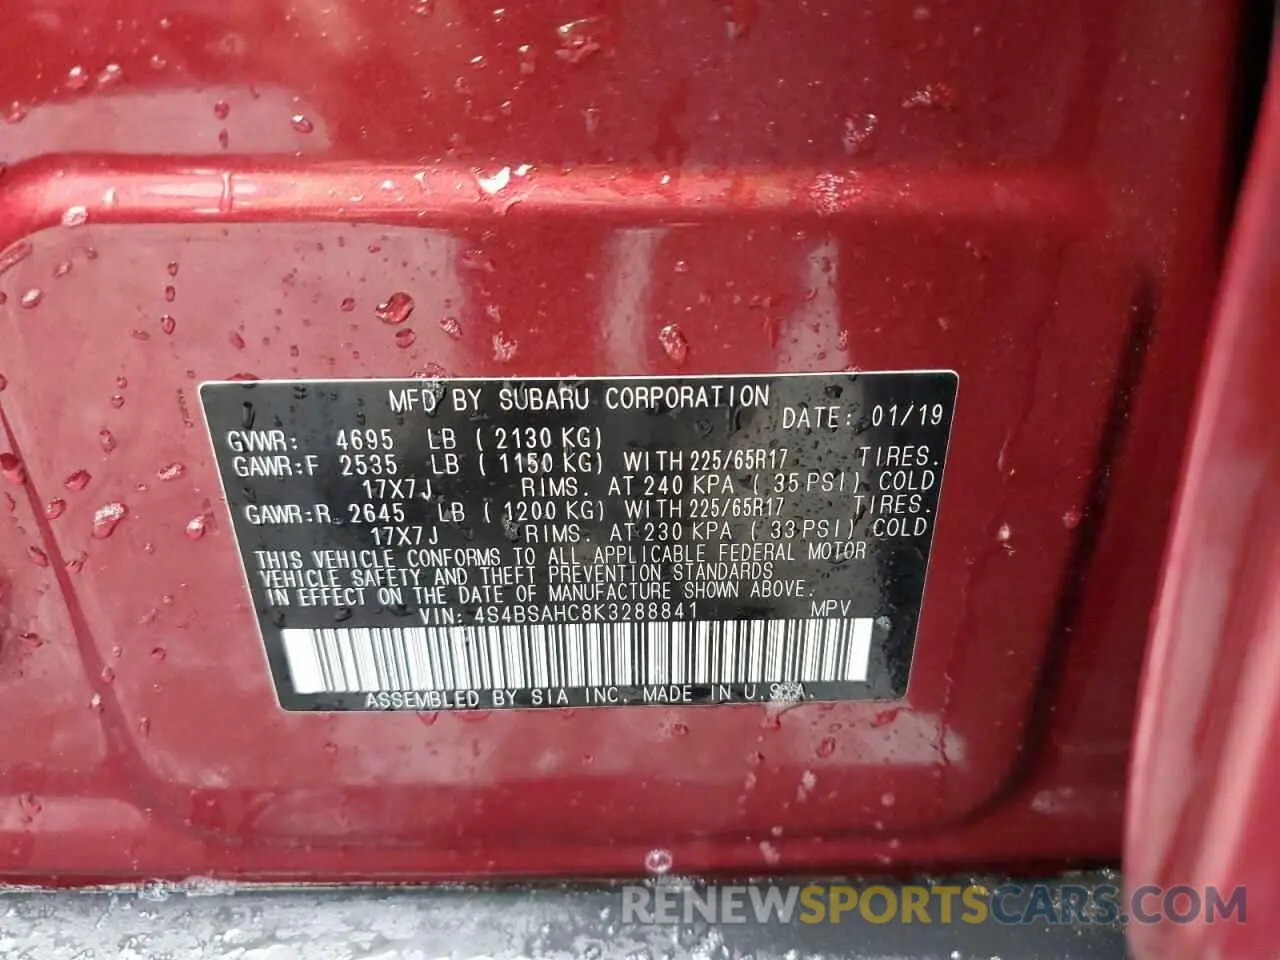 MFD BY SUBARU CORPORATION
DATE: 01/19
GVWR: 4695 LB ( 2130 KG)
GAWR:F 2535 LB ( 1150 KG) WITH 225/65R17 TIRES.
17X7J RIMS. AT 240 KPA ( 35 PSI) COLD
GAWR:R 2645 LB ( 1200 KG) WITH 225/65R17 TIRES.
17X7J RIMS. AT 230 KPA ( 33 PSI) COLD
THIS VEHICLE CONFORMS TO ALL APPLICABLE FEDERAL MOTOR
VEHICLE SAFETY AND THEFT PREVENTION STANDARDS
IN EFFECT ON THE DATE OF MANUFACTURE SHOWN ABOVE.
VIN: 4S4BSAHC8K3288841 MPV
ASSEMBLED BY SIA INC. MADE IN U.S.A.
RENEWSPORTSCARS.COM